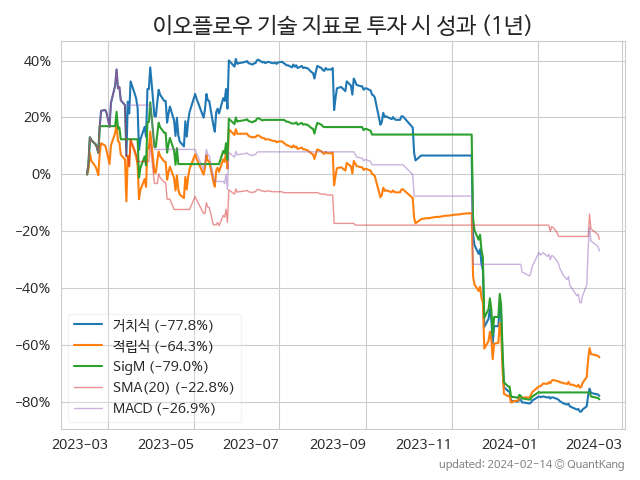 이오플로우 기술 지표로 투자 시 성과 (1년)
40%
20%
0%
−20%
−40%
−60%
−80%
거치식 (−77.8%)
적립식 (−64.3%)
SigM (−79.0%)
SMA(20) (−22.8%)
MACD (−26.9%)
2023-03 2023-05 2023-07 2023-09 2023-11 2024-01 2024-03
updated: 2024-02-14 © QuantKang